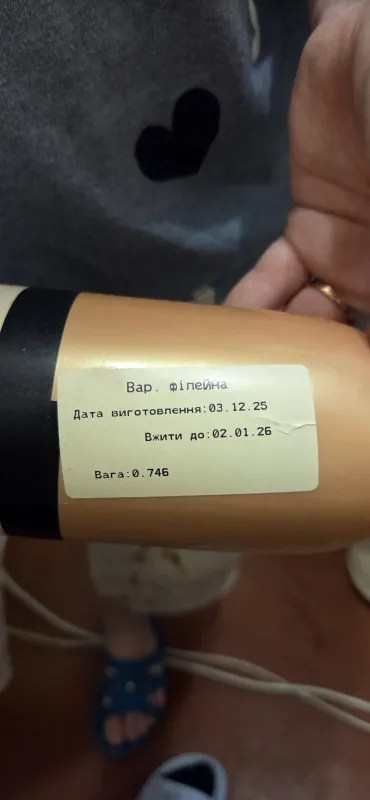 Вар. філейна
Дата виготовлення:03.12.25
Вжити до:02.01.26
Вага:0.746